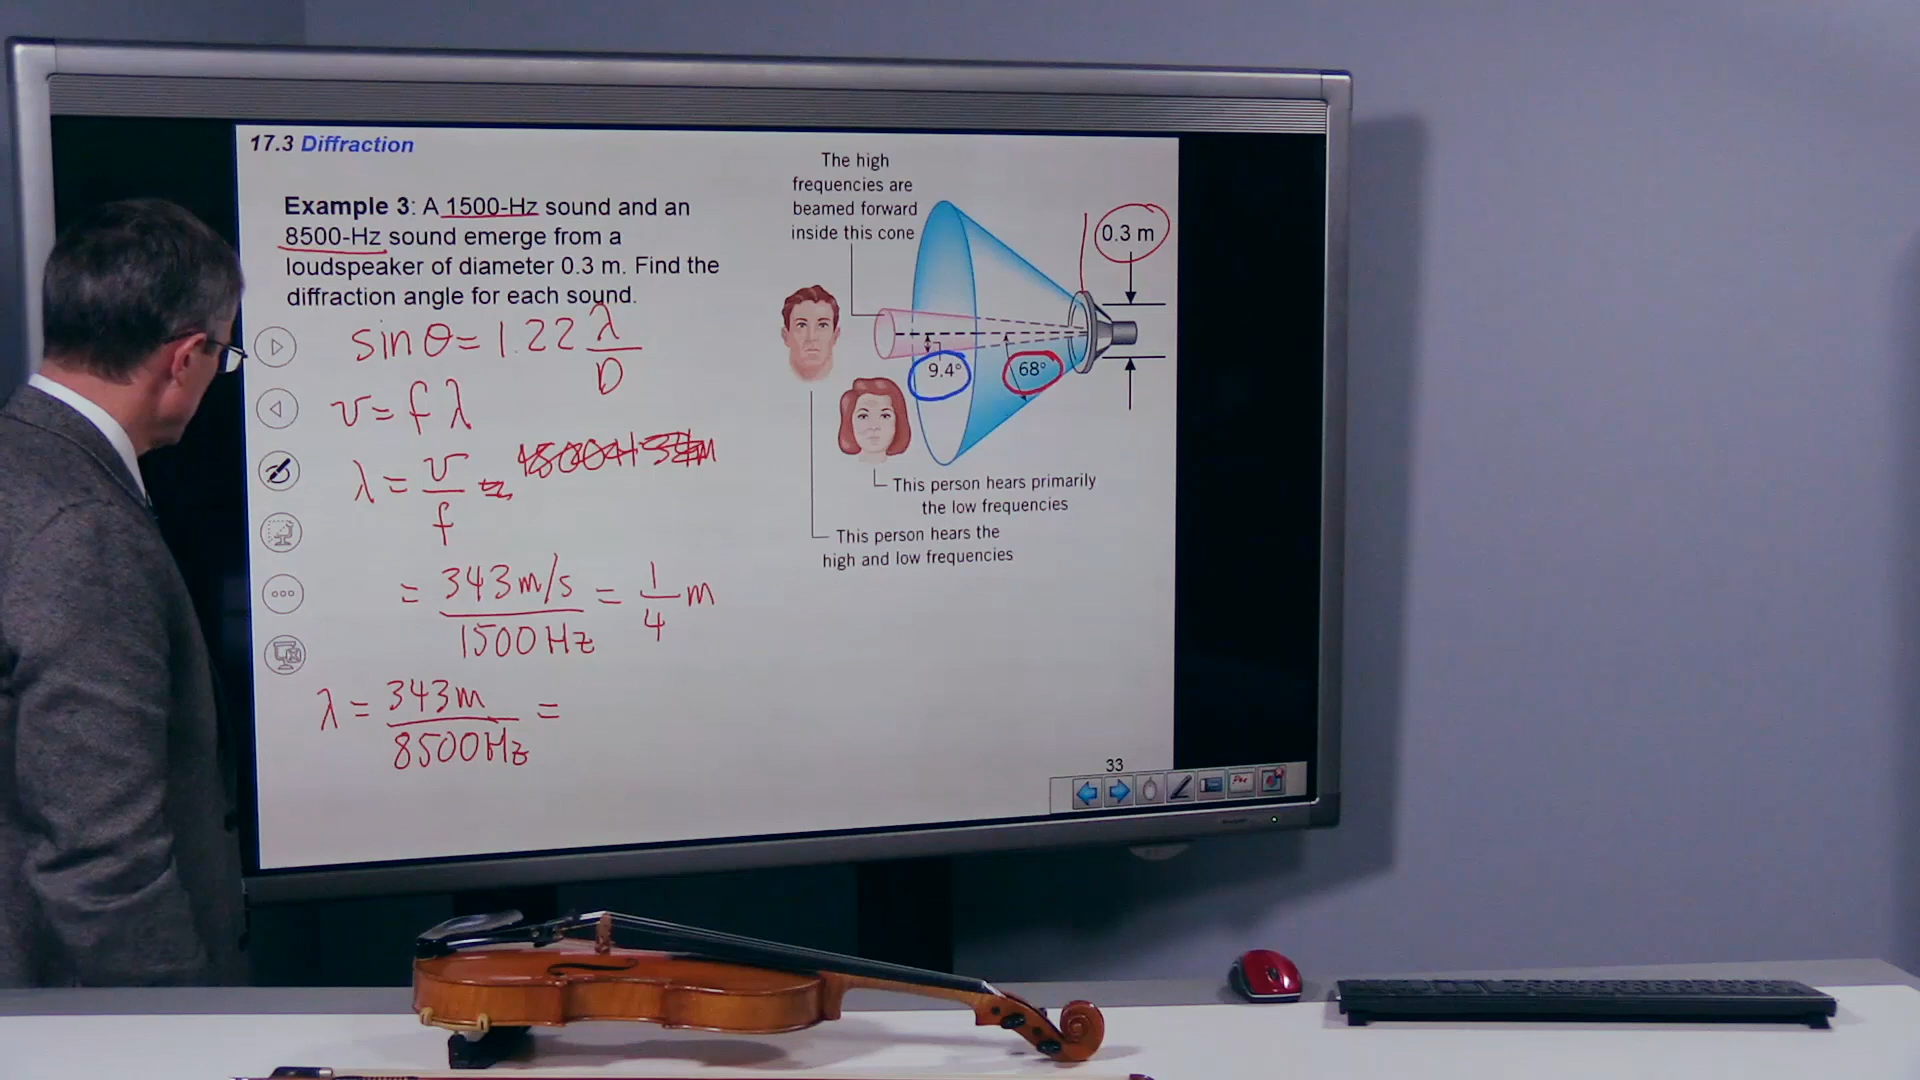 17.3 Diffraction
Example 3: A 1500-Hz sound and an
8500-Hz sound emerge from a
loudspeaker of diameter 0.3 m. Find the
diffraction angle for each sound.
sin θ = 1.22 λ/D
v = f λ
λ = v/f =
= 343 m/s / 1500 Hz = 1/4 m
λ = 343 m / 8500 Hz =
The high
frequencies are
beamed forward
inside this cone
0.3 m
9.4°
68°
This person hears primarily
the low frequencies
This person hears the
high and low frequencies
33